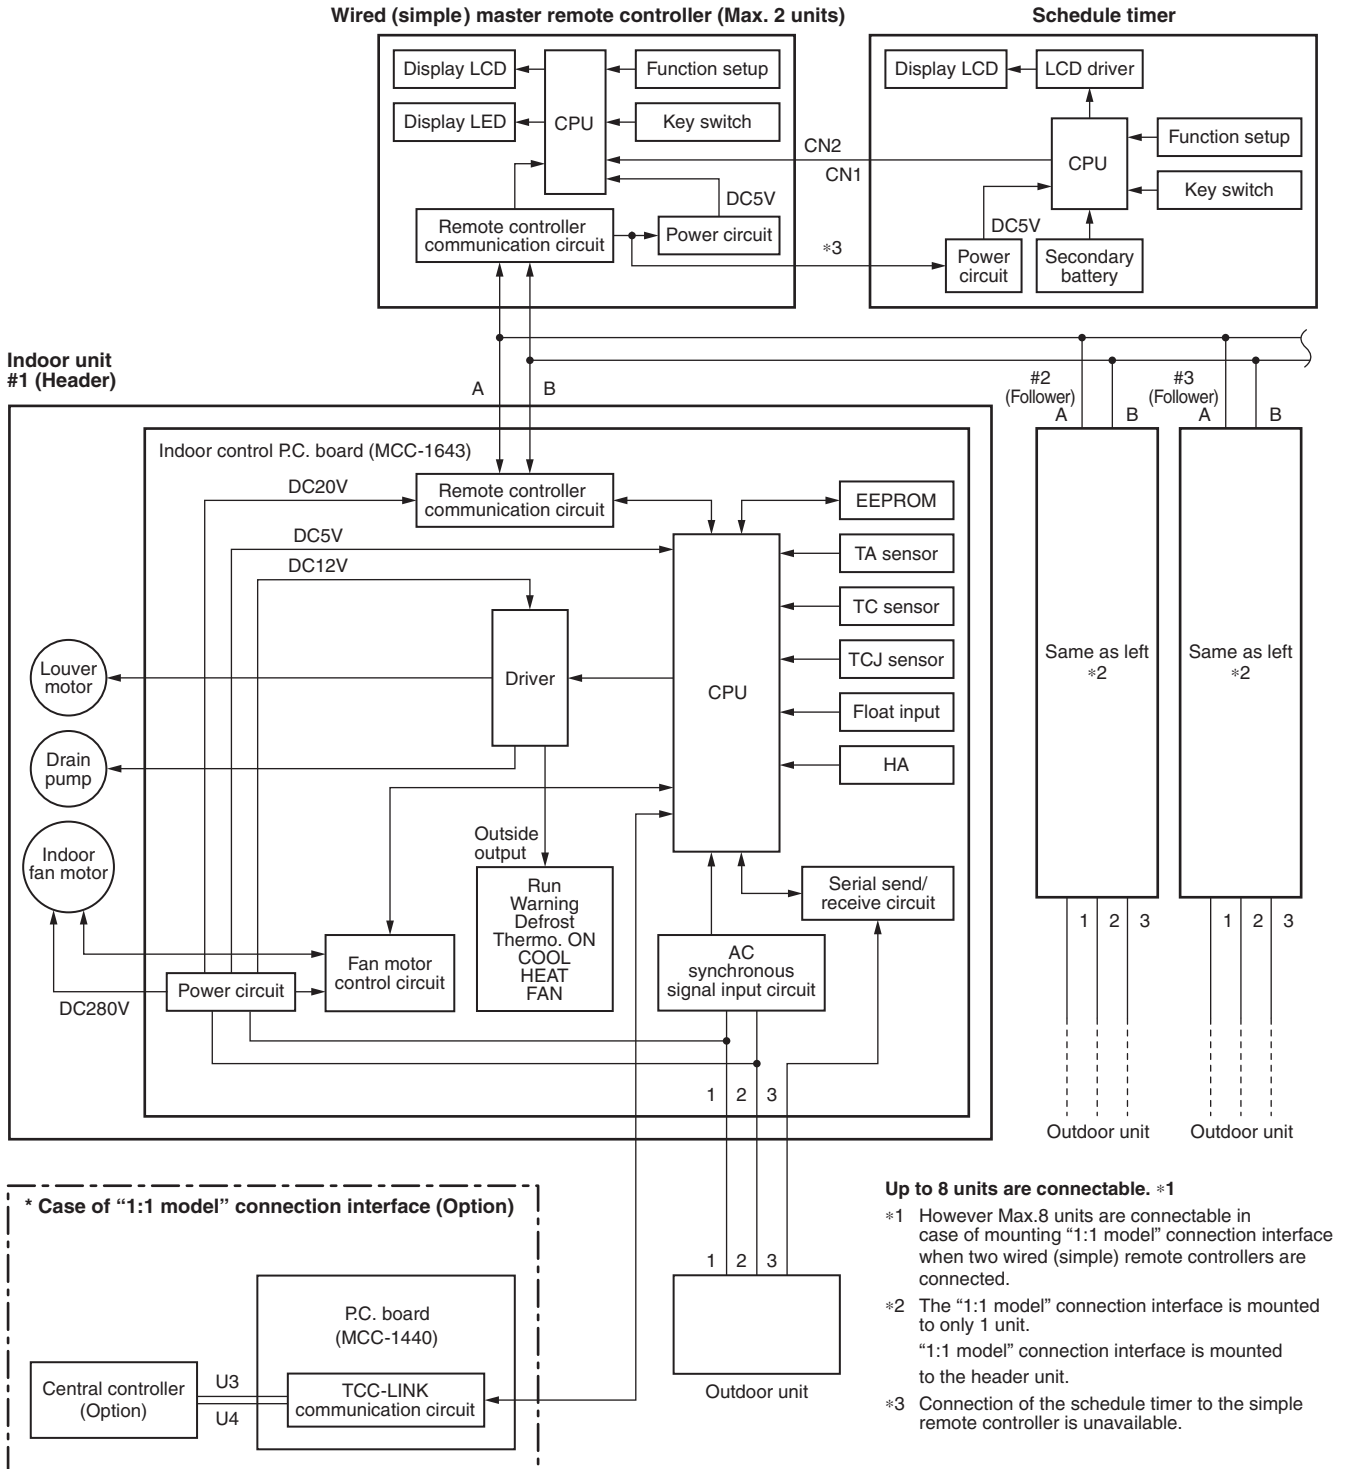 Wired (simple) master remote controller (Max. 2 units)
Schedule timer
Display LCD
Display LED
CPU
Function setup
Key switch
Remote controller
communication circuit
Power circuit
DC5V
CN2
CN1
*3
Display LCD
LCD driver
CPU
Function setup
Key switch
DC5V
Power
circuit
Secondary
battery
Indoor unit
#1 (Header)
A
B
#2
(Follower)
A
B
#3
(Follower)
A
B
Indoor control P.C. board (MCC-1643)
DC20V
Remote controller
communication circuit
DC5V
DC12V
EEPROM
TA sensor
TC sensor
TCJ sensor
Float input
HA
CPU
Driver
Louver
motor
Drain
pump
Indoor
fan motor
Outside
output
Run
Warning
Defrost
Thermo. ON
COOL
HEAT
FAN
Serial send/
receive circuit
AC
synchronous
signal input circuit
Fan motor
control circuit
Power circuit
DC280V
1
2
3
Same as left
*2
1
2
3
Outdoor unit
Same as left
*2
1
2
3
Outdoor unit
* Case of “1:1 model” connection interface (Option)
P.C. board
(MCC-1440)
TCC-LINK
communication circuit
Central controller
(Option)
U3
U4
1
2
3
Outdoor unit
Up to 8 units are connectable. *1
*1 However Max.8 units are connectable in
case of mounting “1:1 model” connection interface
when two wired (simple) remote controllers are
connected.
*2 The “1:1 model” connection interface is mounted
to only 1 unit.
“1:1 model” connection interface is mounted
to the header unit.
*3 Connection of the schedule timer to the simple
remote controller is unavailable.